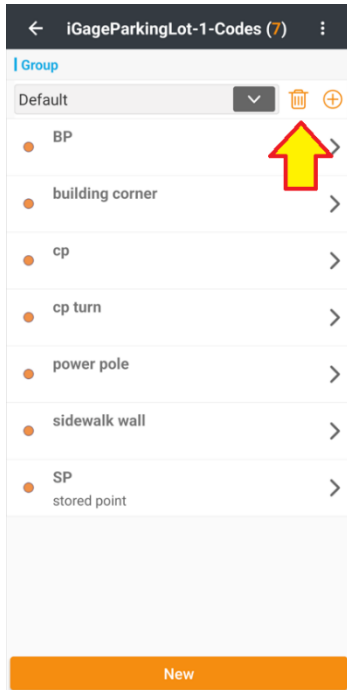 iGageParkingLot-1-Codes (7)
Group
Default
BP
building corner
cp
cp turn
power pole
sidewalk wall
SP
stored point
New